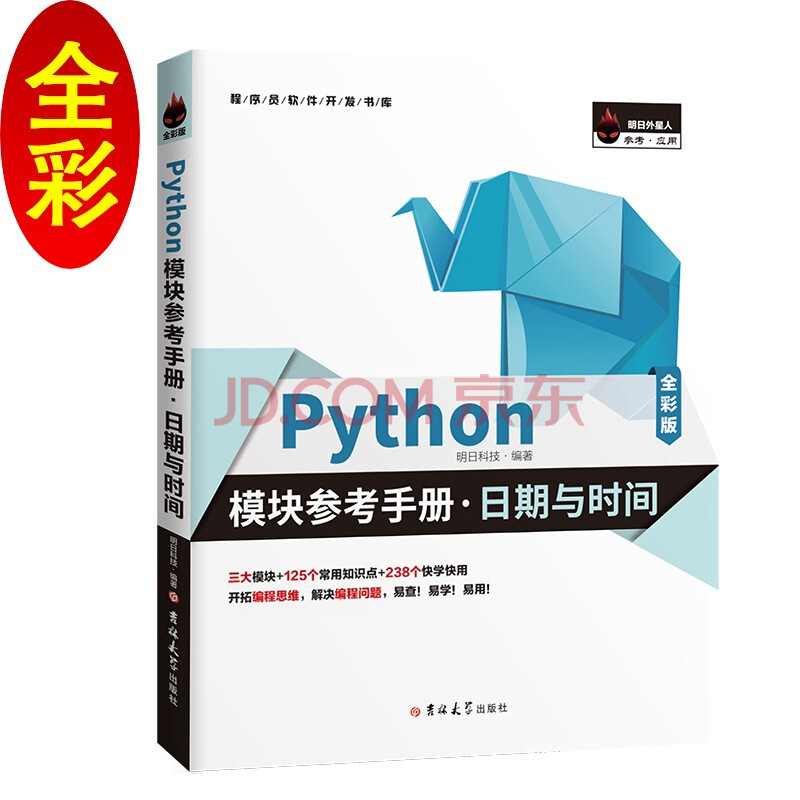 全彩
程/序/员/软/件/开/发/书/库
明日外星人
参考·应用
JD.COM 京东
Python
全彩版
明日科技·编著
模块参考手册·日期与时间
三大模块+125个常用知识点+238个快学快用
开拓编程思维，解决编程问题，易查！易学！易用！
吉林大学出版社
全彩版
Python模块参考手册·日期与时间
明日科技·编著
吉林大学出版社